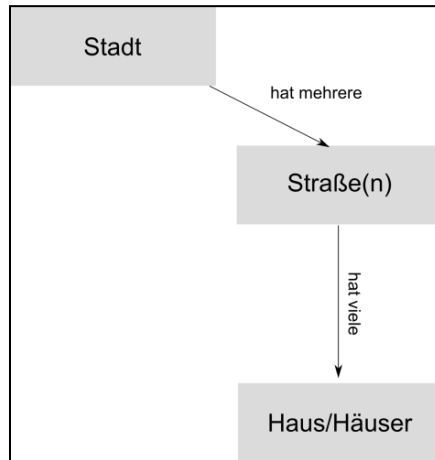 Stadt
hat mehrere
Straße(n)
hat viele
Haus/Häuser